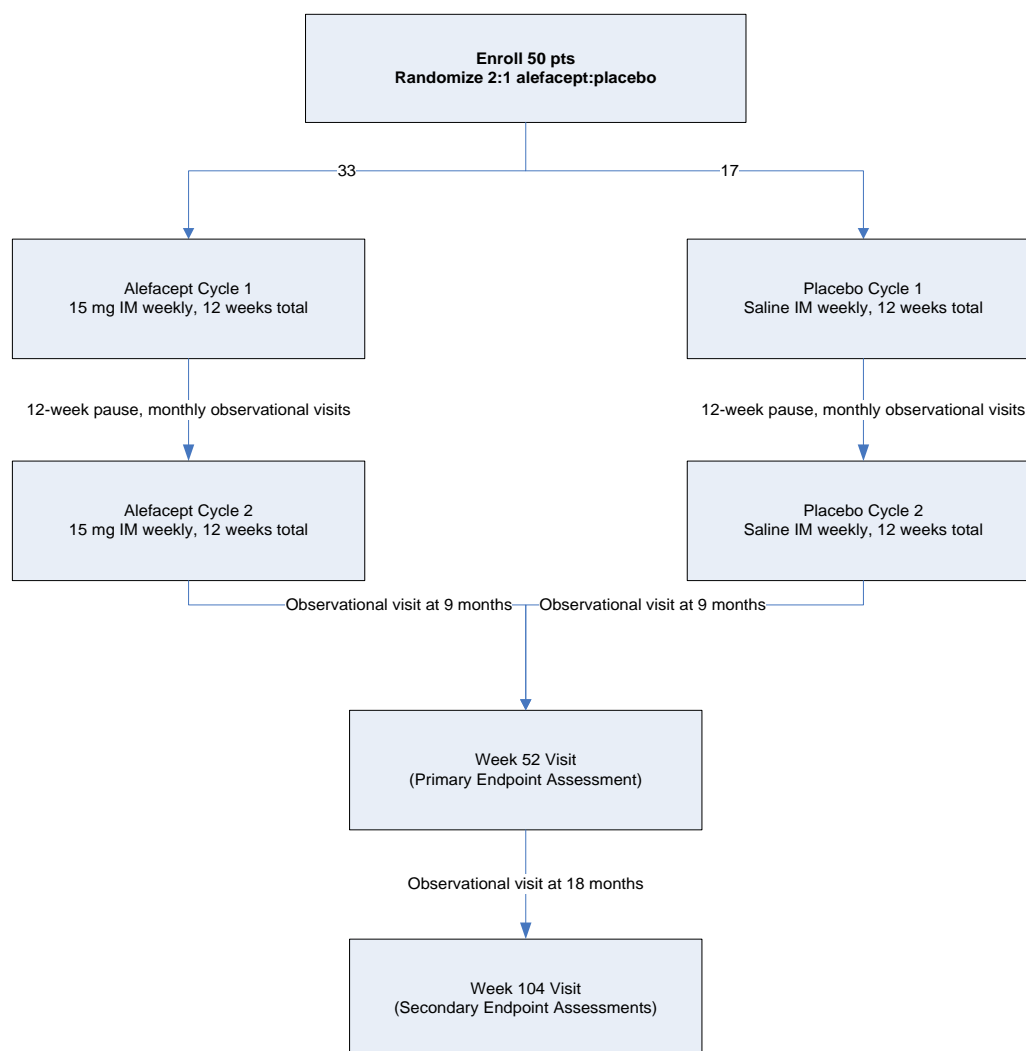 Enroll 50 pts
Randomize 2:1 alefacept:placebo
33
17
Alefacept Cycle 1
15 mg IM weekly, 12 weeks total
Placebo Cycle 1
Saline IM weekly, 12 weeks total
12-week pause, monthly observational visits
12-week pause, monthly observational visits
Alefacept Cycle 2
15 mg IM weekly, 12 weeks total
Placebo Cycle 2
Saline IM weekly, 12 weeks total
Observational visit at 9 months
Observational visit at 9 months
Week 52 Visit
(Primary Endpoint Assessment)
Observational visit at 18 months
Week 104 Visit
(Secondary Endpoint Assessments)